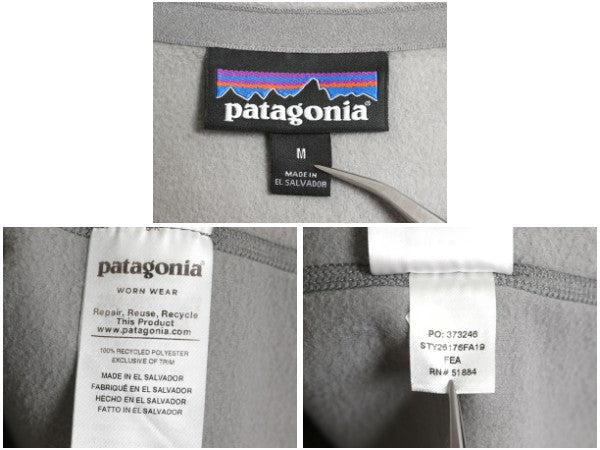 patagonia®
M
MADE IN
EL SALVADOR
patagonia®
WORN WEAR
Repair, Reuse, Recycle
This Product
www.patagonia.com
100% RECYCLED POLYESTER
EXCLUSIVE OF TRIM
MADE IN EL SALVADOR
FABRIQUÉ EN EL SALVADOR
HECHO EN EL SALVADOR
FATTO IN EL SALVADOR
PO: 373246
STY26176FA19
FEA
RN# 51884